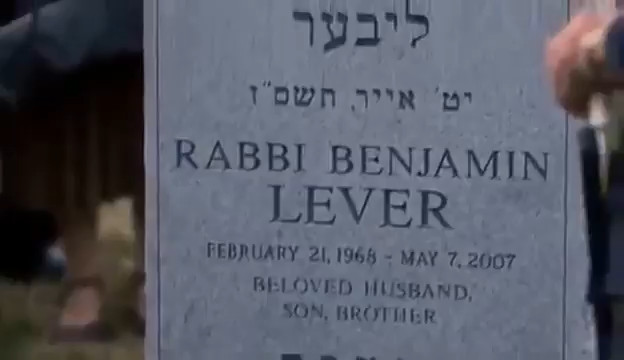 ליבער
יט' אייר, תשס"ז
RABBI BENJAMIN
LEVER
FEBRUARY 21, 1968 - MAY 7, 2007
BELOVED HUSBAND,
SON, BROTHER